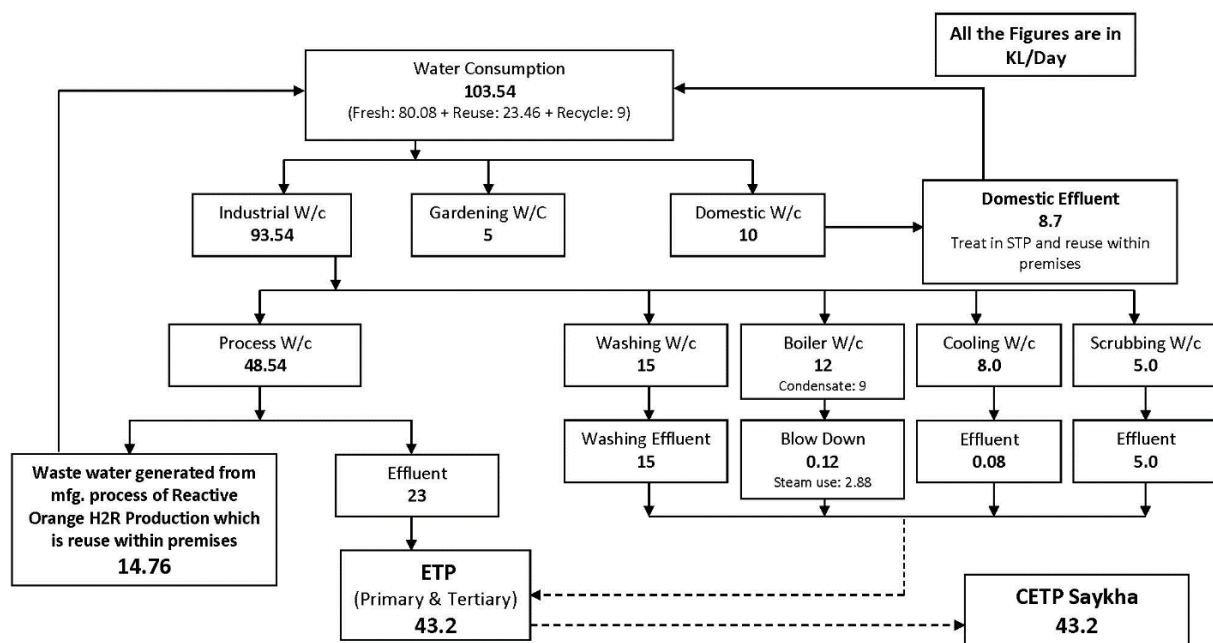 All the Figures are in
KL/Day
Water Consumption
103.54
(Fresh: 80.08 + Reuse: 23.46 + Recycle: 9)
Industrial W/c
93.54
Gardening W/C
5
Domestic W/c
10
Domestic Effluent
8.7
Treat in STP and reuse within
premises
Process W/c
48.54
Washing W/c
15
Boiler W/c
12
Condensate: 9
Cooling W/c
8.0
Scrubbing W/c
5.0
Waste water generated from
mfg. process of Reactive
Orange H2R Production which
is reuse within premises
14.76
Effluent
23
Washing Effluent
15
Blow Down
0.12
Steam use: 2.88
Effluent
0.08
Effluent
5.0
ETP
(Primary & Tertiary)
43.2
CETP Saykha
43.2